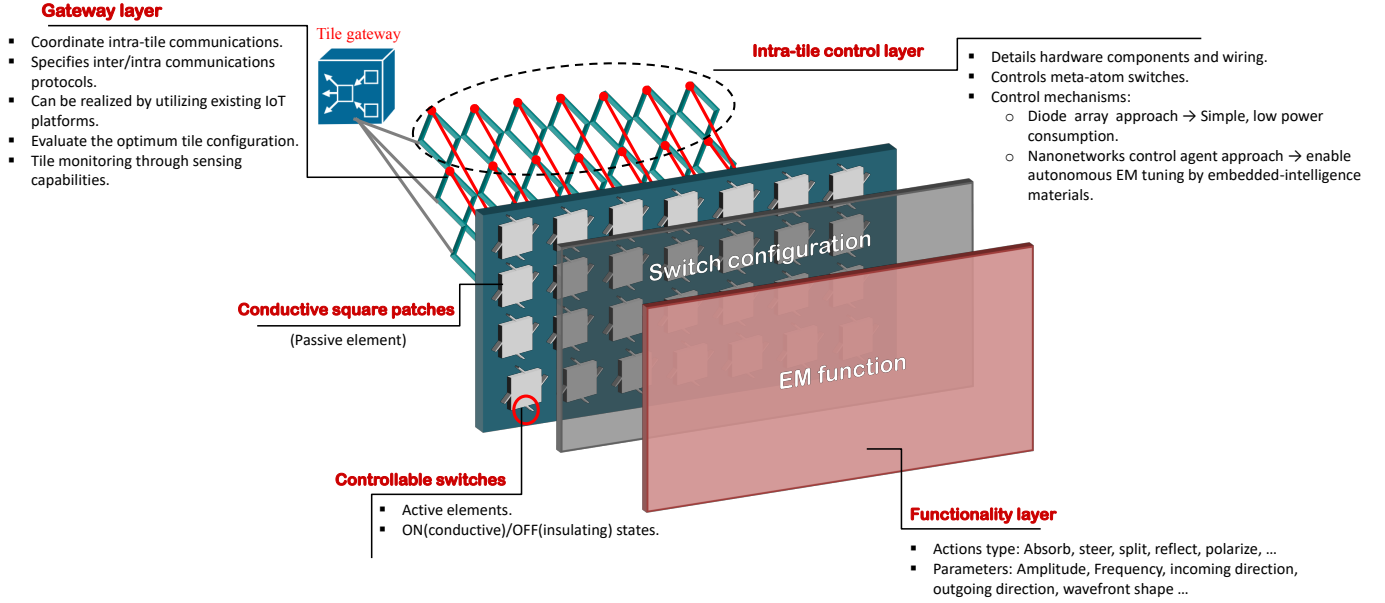 Gateway layer
▪ Coordinate intra-tile communications.
▪ Specifies inter/intra communications
protocols.
▪ Can be realized by utilizing existing IoT
platforms.
▪ Evaluate the optimum tile configuration.
▪ Tile monitoring through sensing
capabilities.
Tile gateway
Intra-tile control layer
▪ Details hardware components and wiring.
▪ Controls meta-atom switches.
▪ Control mechanisms:
o Diode array approach → Simple, low power
consumption.
o Nanonetworks control agent approach → enable
autonomous EM tuning by embedded-intelligence
materials.
Switch configuration
Conductive square patches
(Passive element)
EM function
Controllable switches
▪ Active elements.
▪ ON(conductive)/OFF(insulating) states.
Functionality layer
▪ Actions type: Absorb, steer, split, reflect, polarize, …
▪ Parameters: Amplitude, Frequency, incoming direction,
outgoing direction, wavefront shape …